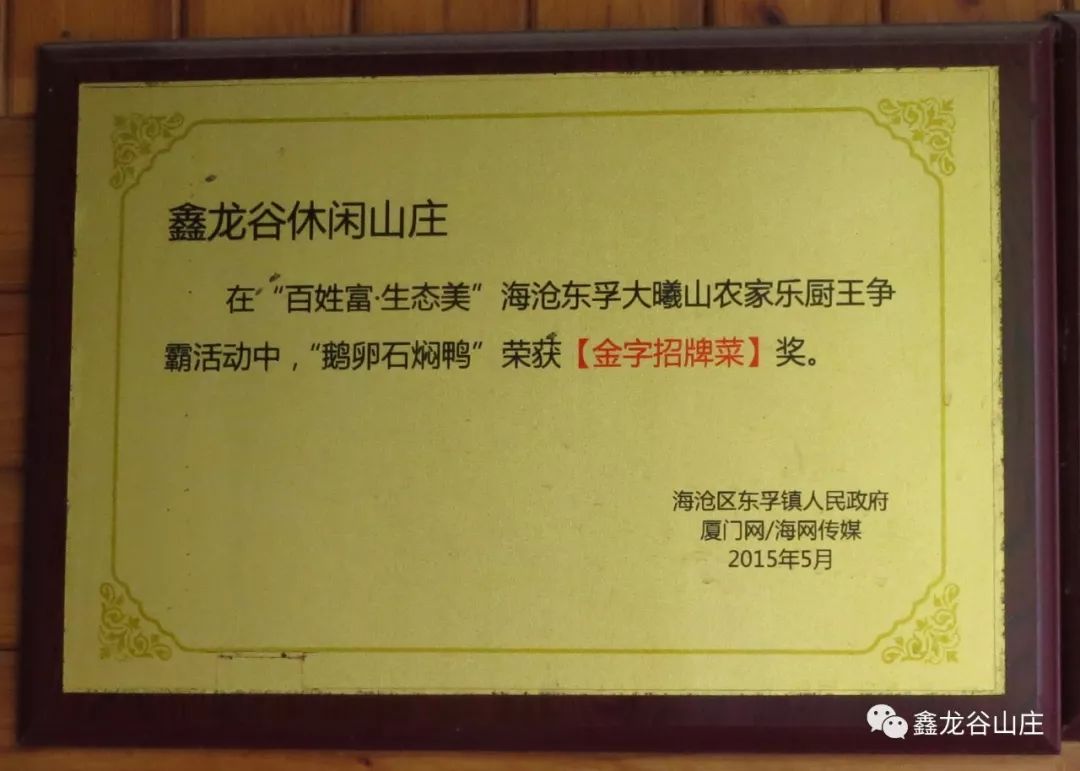 鑫龙谷休闲山庄
在“百姓富·生态美”海沧东孚大曦山农家乐厨王争
霸活动中，“鹅卵石焖鸭”荣获【金字招牌菜】奖。
海沧区东孚镇人民政府
厦门网/海网传媒
2015年5月
鑫龙谷山庄